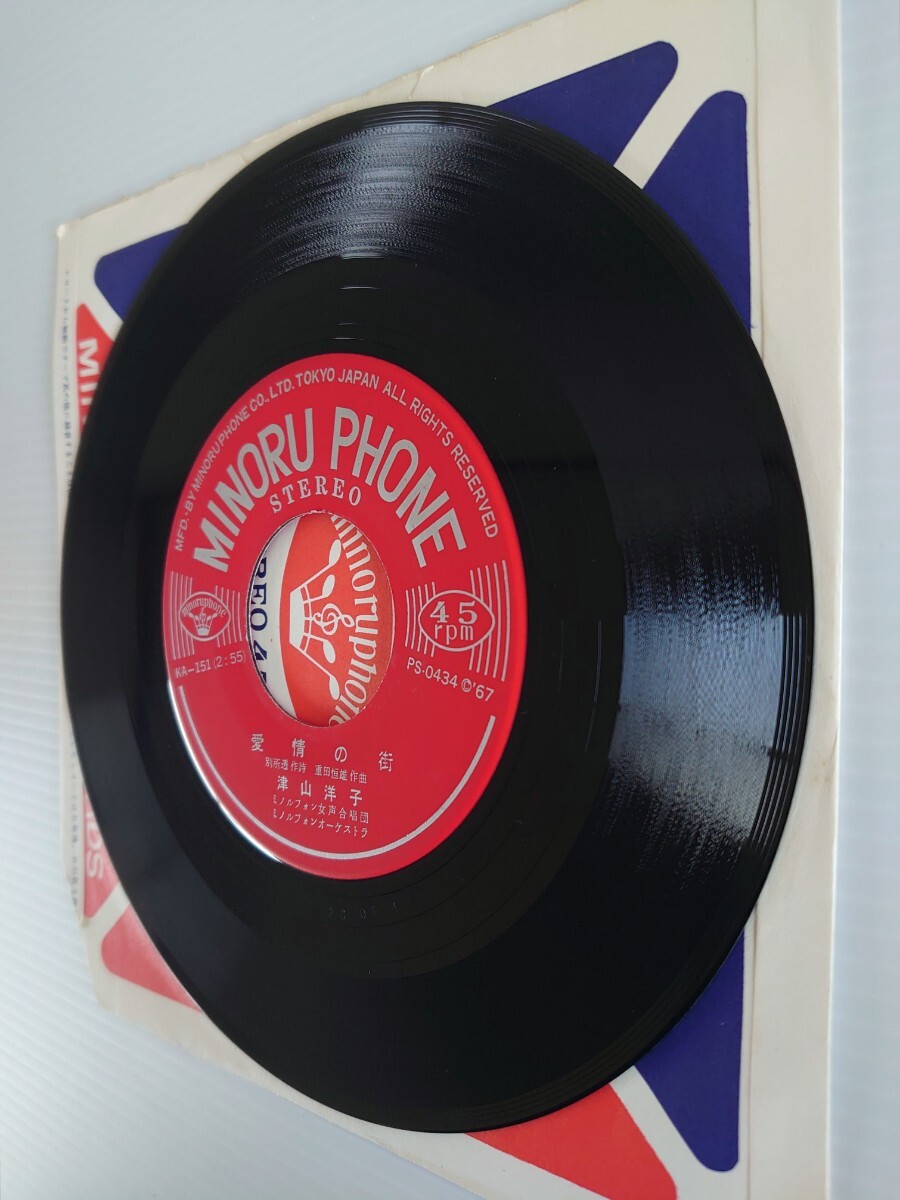 MFD. BY MINORUPHONE CO., LTD. TOKYO JAPAN ALL RIGHTS RESERVED
MINORU PHONE
STEREO
minoruphone
45
rpm
KA-151 (2:55)
PS-0434 ©'67
minoruphone
愛情の街
別所透 作詩 重田恒雄 作曲
津山洋子
ミノルフォン女声合唱団
ミノルフォンオーケストラ